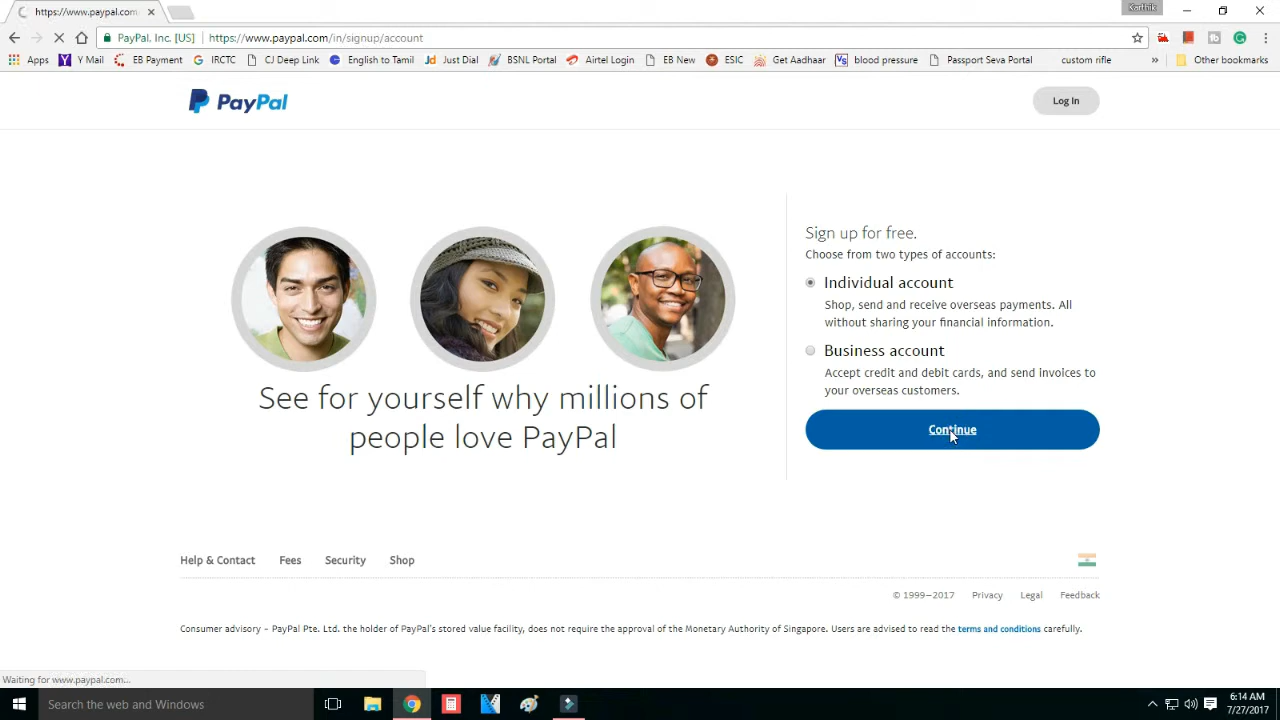 https://www.paypal.com
Karthik
PayPal, Inc. [US]
https://www.paypal.com/in/signup/account
Apps
Y Mail
EB Payment
IRCTC
CJ Deep Link
English to Tamil
Just Dial
BSNL Portal
Airtel Login
EB New
ESIC
Get Aadhaar
blood pressure
Passport Seva Portal
custom rifle
»
Other bookmarks
PayPal
Log In
Sign up for free.
Choose from two types of accounts:
Individual account
Shop, send and receive overseas payments. All
without sharing your financial information.
Business account
Accept credit and debit cards, and send invoices to
your overseas customers.
Continue
See for yourself why millions of
people love PayPal
Help & Contact
Fees
Security
Shop
© 1999–2017
Privacy
Legal
Feedback
Consumer advisory – PayPal Pte. Ltd. the holder of PayPal's stored value facility, does not require the approval of the Monetary Authority of Singapore. Users are advised to read the terms and conditions carefully.
Waiting for www.paypal.com...
Search the web and Windows
6:14 AM
7/27/2017